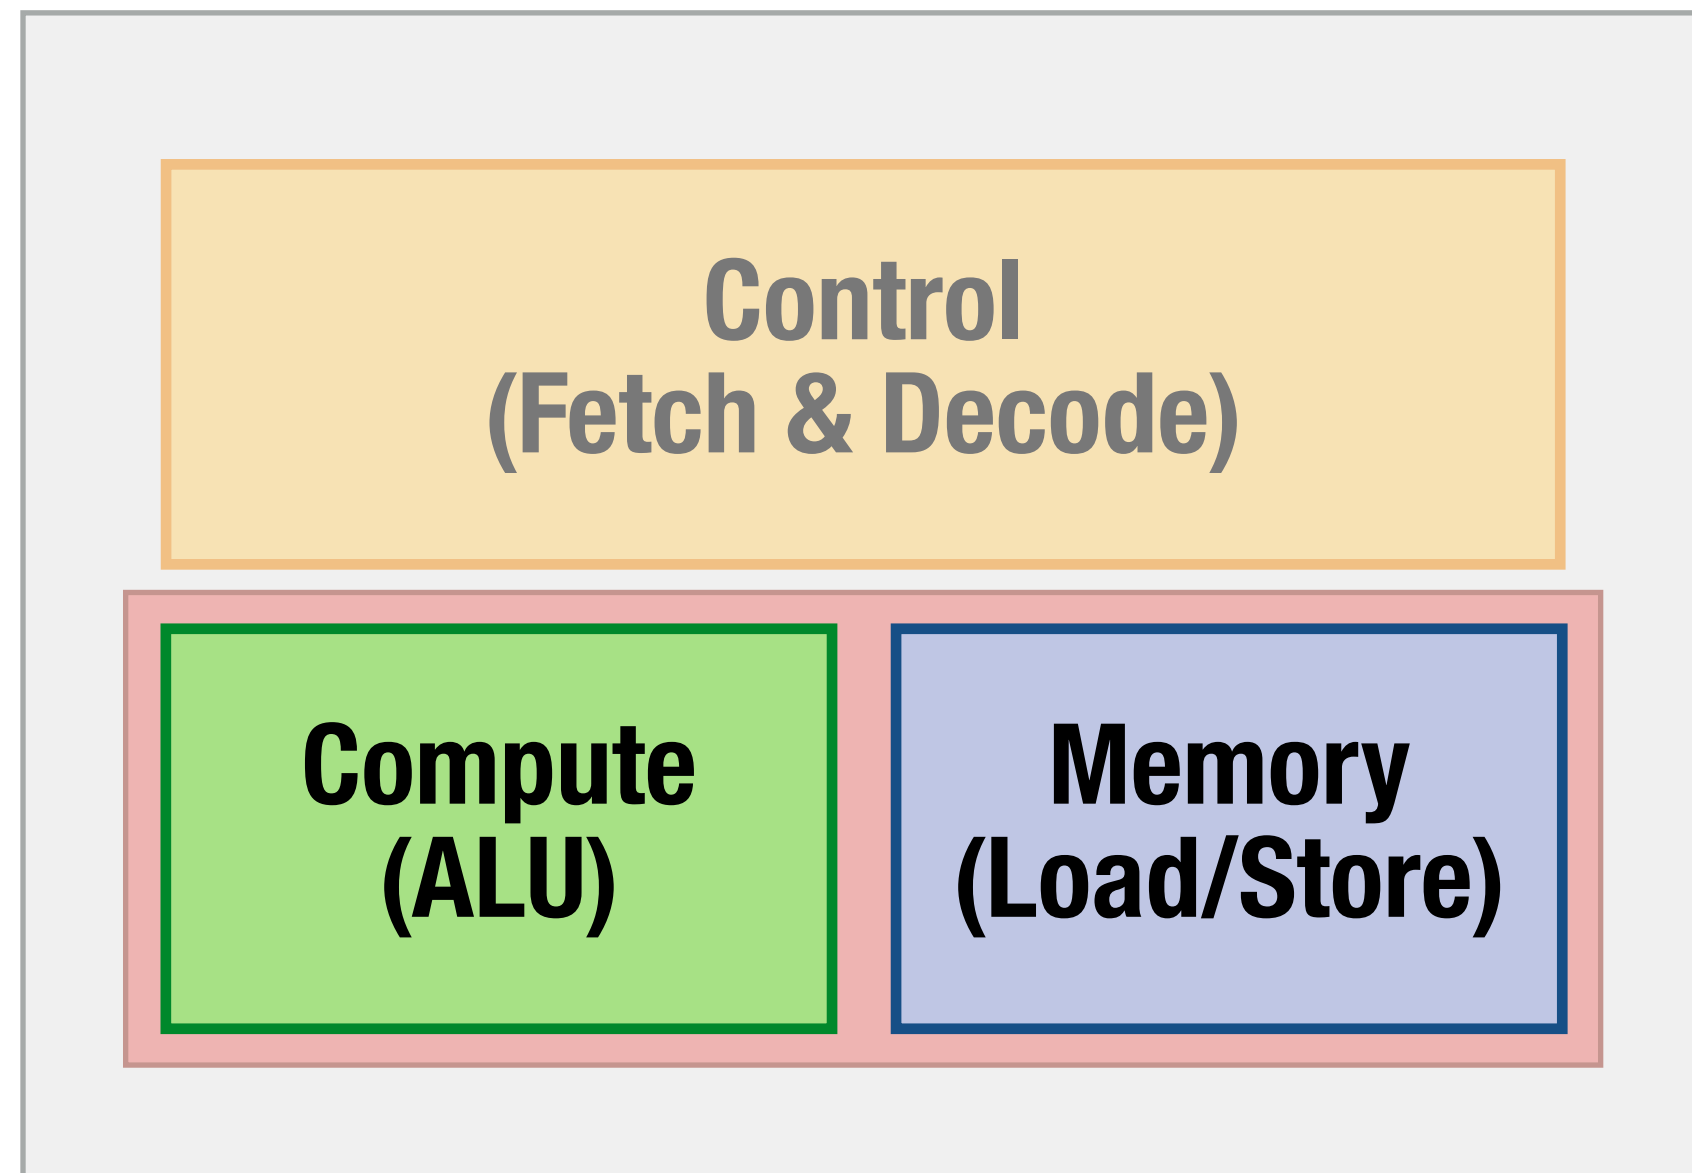 Control
(Fetch & Decode)
Compute
(ALU)
Memory
(Load/Store)